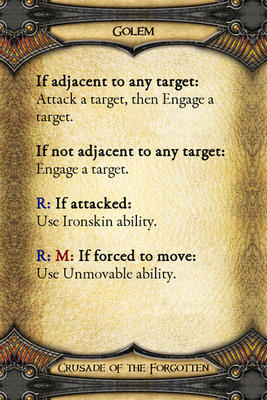 Golem
If adjacent to any target:
Attack a target, then Engage a
target.
If not adjacent to any target:
Engage a target.
R: If attacked:
Use Ironskin ability.
R: M: If forced to move:
Use Unmovable ability.
Crusade of the Forgotten